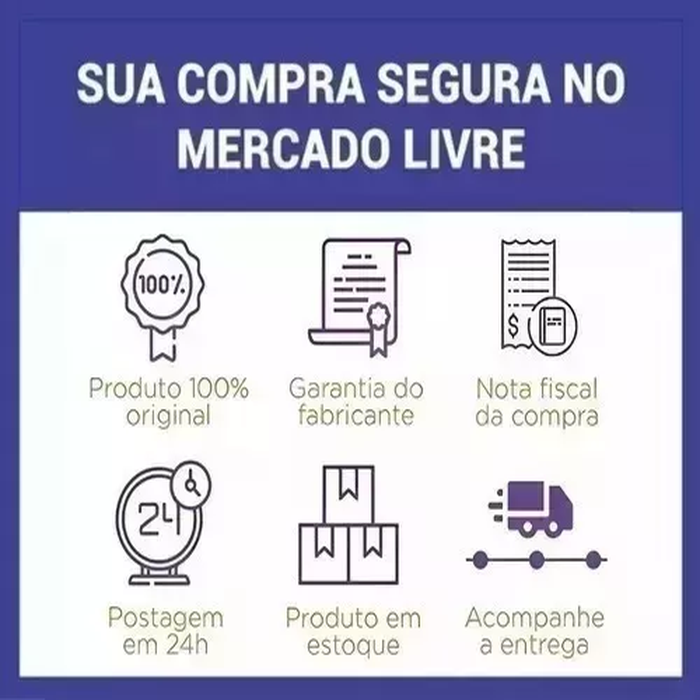 SUA COMPRA SEGURA NO
MERCADO LIVRE
100%
Produto 100%
original
Garantia do
fabricante
$
Nota fiscal
da compra
24
Postagem
em 24h
Produto em
estoque
Acompanhe
a entrega